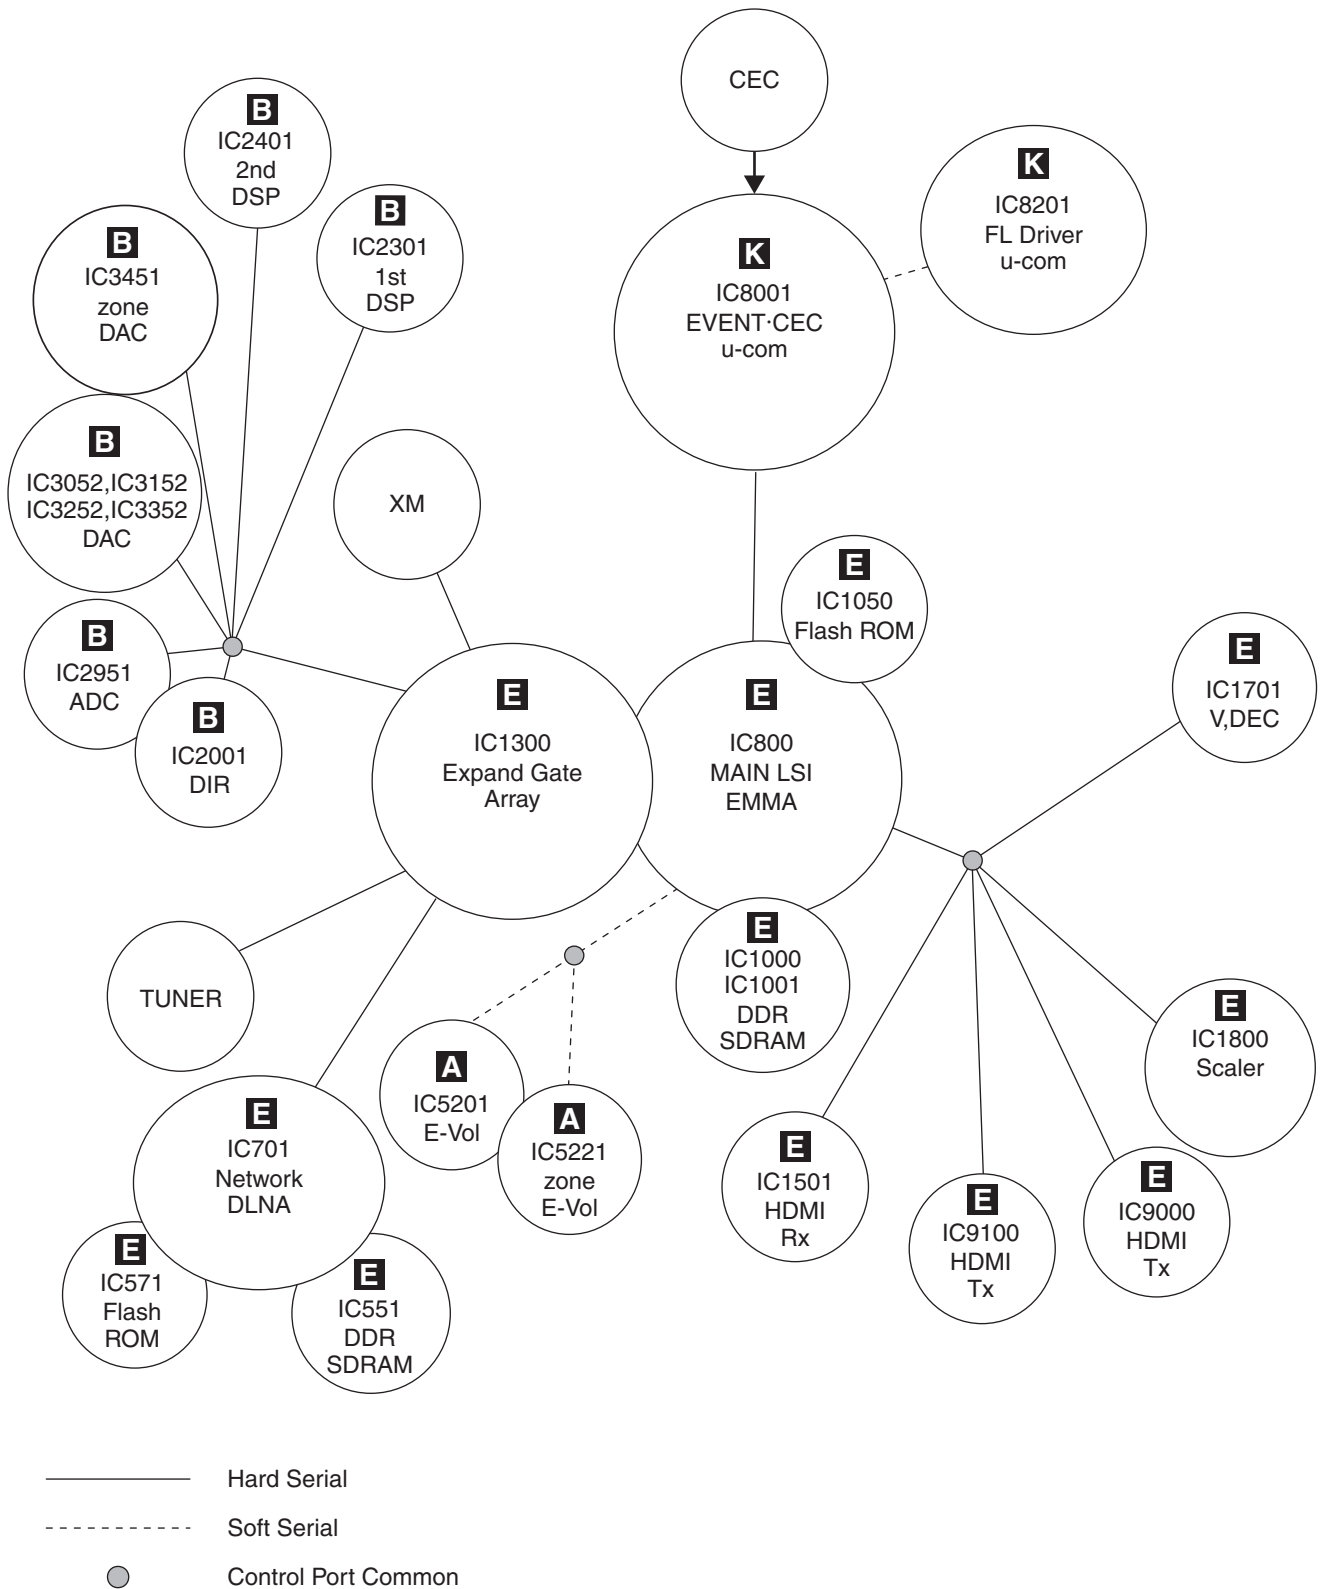 CEC
B
IC2401
2nd
DSP
K
IC8201
FL Driver
u-com
B
IC2301
1st
DSP
B
IC3451
zone
DAC
K
IC8001
EVENT·CEC
u-com
B
IC3052,IC3152
IC3252,IC3352
DAC
XM
E
IC1050
Flash ROM
B
IC2951
ADC
E
IC1701
V,DEC
B
IC2001
DIR
E
IC1300
Expand Gate
Array
E
IC800
MAIN LSI
EMMA
TUNER
E
IC1000
IC1001
DDR
SDRAM
E
IC1800
Scaler
A
IC5201
E-Vol
A
IC5221
zone
E-Vol
E
IC701
Network
DLNA
E
IC1501
HDMI
Rx
E
IC9100
HDMI
Tx
E
IC9000
HDMI
Tx
E
IC571
Flash
ROM
E
IC551
DDR
SDRAM
Hard Serial
Soft Serial
Control Port Common